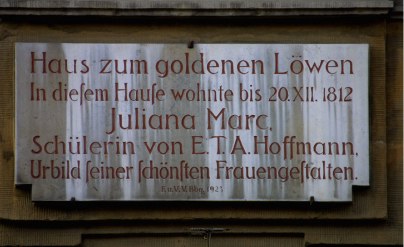 Haus zum goldenen Löwen
In dieſem Hauſe wohnte bis 20.XII. 1812
Juliana Marc,
Schülerin von E.T.A. Hoffmann,
Urbild ſeiner ſchönſten Frauengeſtalten.
1923